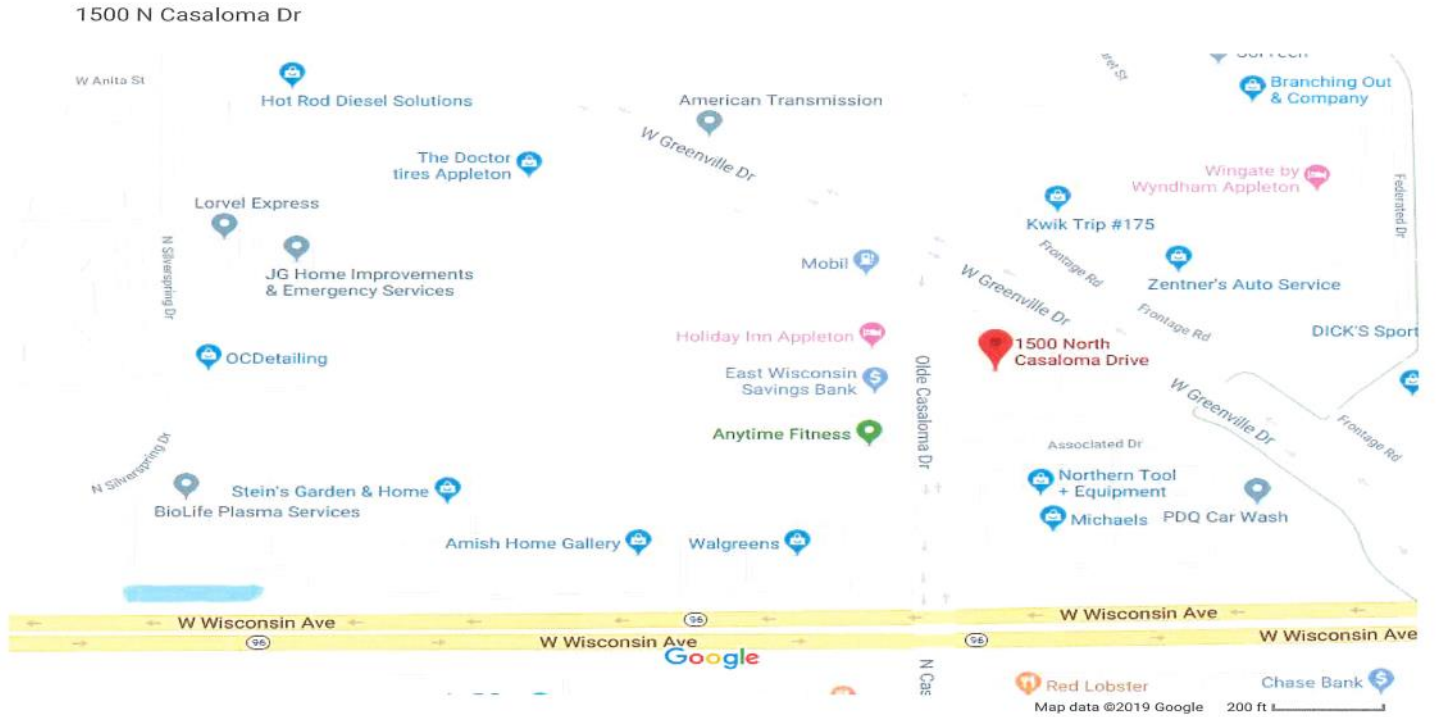 1500 N Casaloma Dr
W Anita St
Hot Rod Diesel Solutions
American Transmission
Branching Out
& Company
W Greenville Dr
The Doctor
tires Appleton
Wingate by
Wyndham Appleton
Federated Dr
Lorvel Express
Kwik Trip #175
N Silverspring Dr
JG Home Improvements
& Emergency Services
Mobil
Frontage Rd
W Greenville Dr
Zentner's Auto Service
Frontage Rd
Holiday Inn Appleton
1500 North
Casaloma Drive
DICK'S Sport
OCDetailing
East Wisconsin
Savings Bank
Olde Casaloma Dr
W Greenville Dr
Anytime Fitness
Associated Dr
Frontage Rd
N Silverspring Dr
Stein's Garden & Home
BioLife Plasma Services
Northern Tool
+ Equipment
Michaels
PDQ Car Wash
Amish Home Gallery
Walgreens
W Wisconsin Ave
96
W Wisconsin Ave
96
W Wisconsin Ave
96
W Wisconsin Ave
Google
N Cas
Red Lobster
Chase Bank
Map data ©2019 Google
200 ft